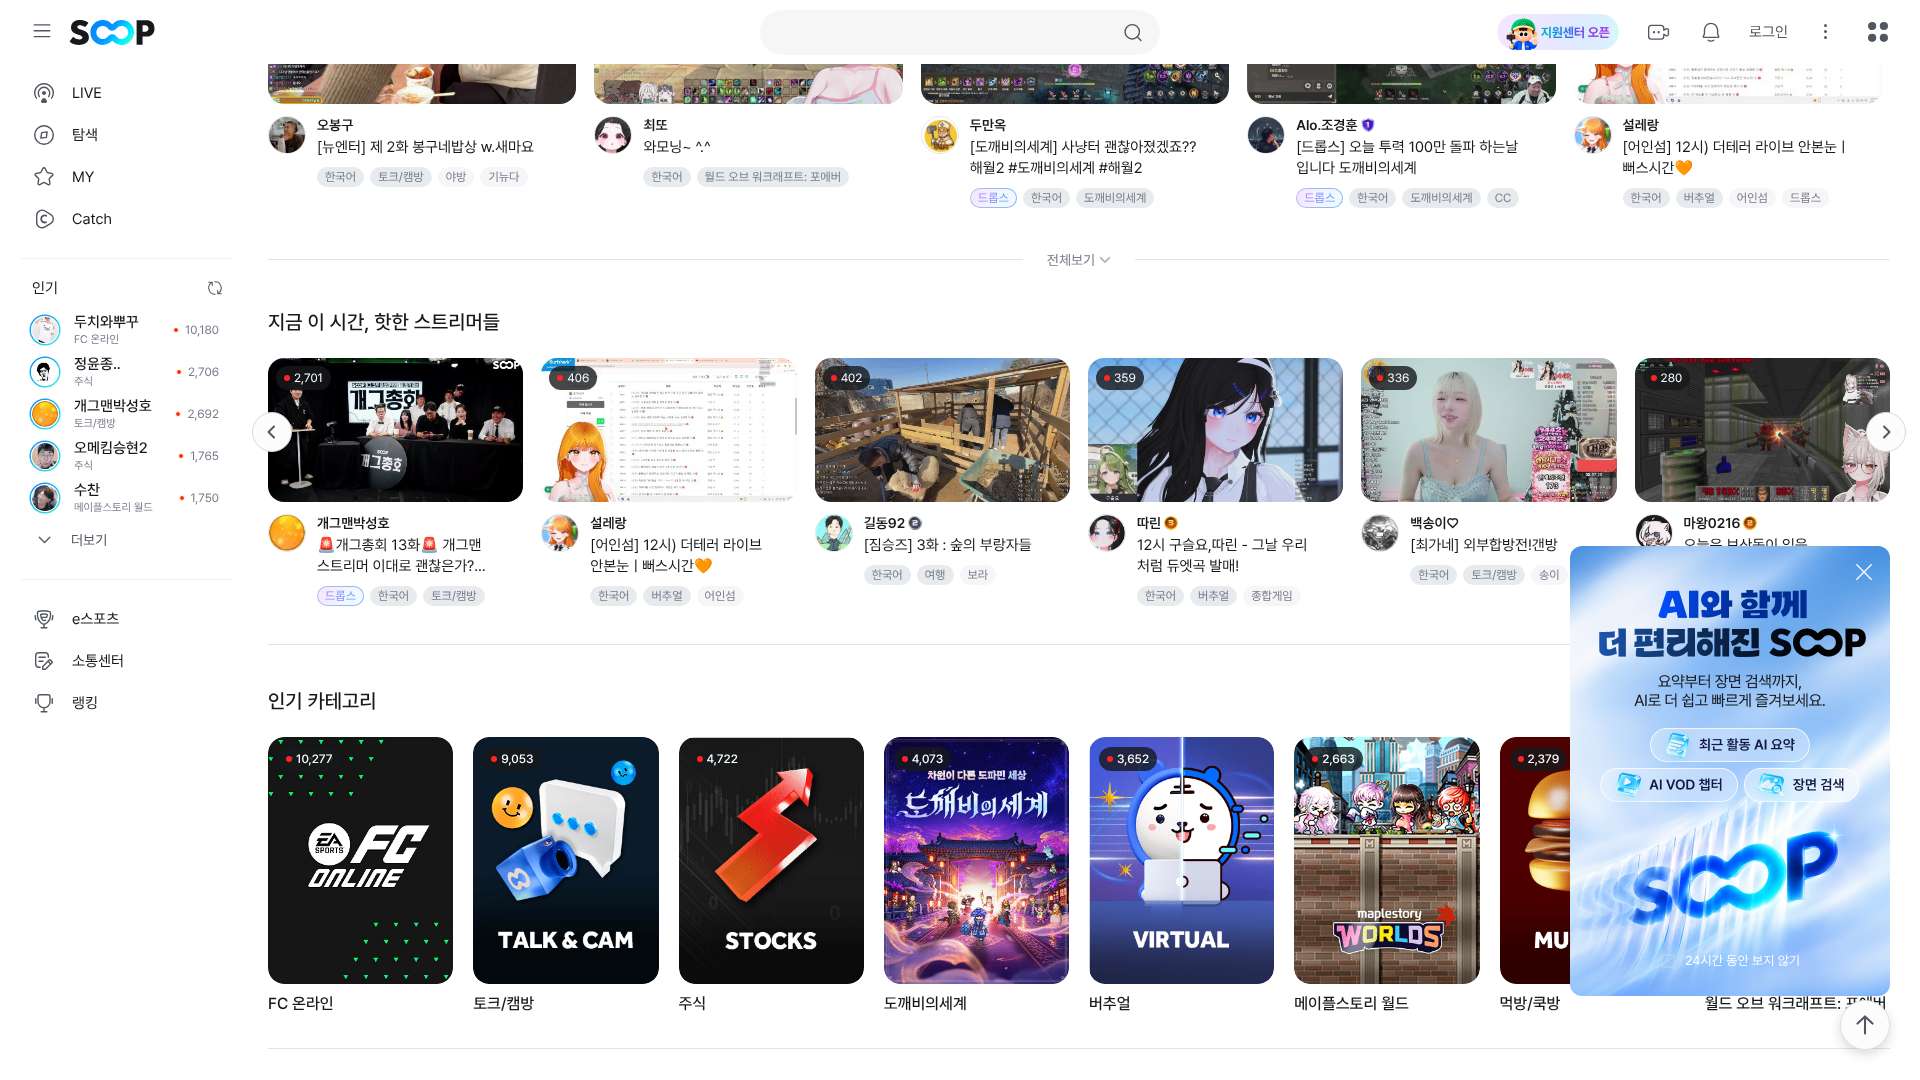 SOOP
지원센터 오픈
로그인
LIVE
탐색
MY
Catch
인기
두치와뿌꾸
FC 온라인
10,180
정윤종..
주식
2,706
개그맨박성호
토크/캠방
2,692
오메킴승현2
주식
1,765
수찬
메이플스토리 월드
1,750
더보기
e스포츠
소통센터
랭킹
오봉구
[뉴엔터] 제 2화 봉구네밥상 w.새마요
한국어 토크/캠방 야방 기뉴다
최또
와모닝~ ^.^
한국어 월드 오브 워크래프트: 포에버
두만옥
[도깨비의세계] 사냥터 괜찮아졌겠죠??
해월2 #도깨비의세계 #해월2
드롭스 한국어 도깨비의세계
Alo.조경훈
[드롭스] 오늘 투력 100만 돌파 하는날
입니다 도깨비의세계
드롭스 한국어 도깨비의세계 CC
설레랑
[어인섬] 12시) 더테러 라이브 안본눈ㅣ
뻐스시간🧡
한국어 버추얼 어인섬 드롭스
전체보기
지금 이 시간, 핫한 스트리머들
2,701
SOOP
개그총회
개그맨박성호
🚨개그총회 13화🚨 개그맨
스트리머 이대로 괜찮은가?...
드롭스 한국어 토크/캠방
406
설레랑
[어인섬] 12시) 더테러 라이브
안본눈ㅣ뻐스시간🧡
한국어 버추얼 어인섬
402
길동92
[짐승즈] 3화 : 숲의 부랑자들
한국어 여행 보라
359
따린
12시 구슬요,따린 - 그날 우리
처럼 듀엣곡 발매!
한국어 버추얼 종합게임
336
백송이♡
[최가네] 외부합방전!갠방
한국어 토크/캠방 송이
280
마왕0216
인기 카테고리
10,277
EA SPORTS FC ONLINE
FC 온라인
9,053
TALK & CAM
토크/캠방
4,722
STOCKS
주식
4,073
차원이 다른 도파민 세상
도깨비의세계
도깨비의세계
3,652
VIRTUAL
버추얼
2,663
maplestory
WORLDS
메이플스토리 월드
2,379
MU
먹방/쿡방
월드 오브 워크래프트: 포에버
AI와 함께
더 편리해진 SOOP
요약부터 장면 검색까지,
AI로 더 쉽고 빠르게 즐겨보세요.
최근 활동 AI 요약
AI VOD 챕터
장면 검색
SOOP
24시간 동안 보지 않기